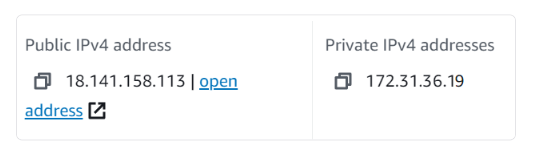 Public IPv4 address
18.141.158.113 | open
address
Private IPv4 addresses
172.31.36.19